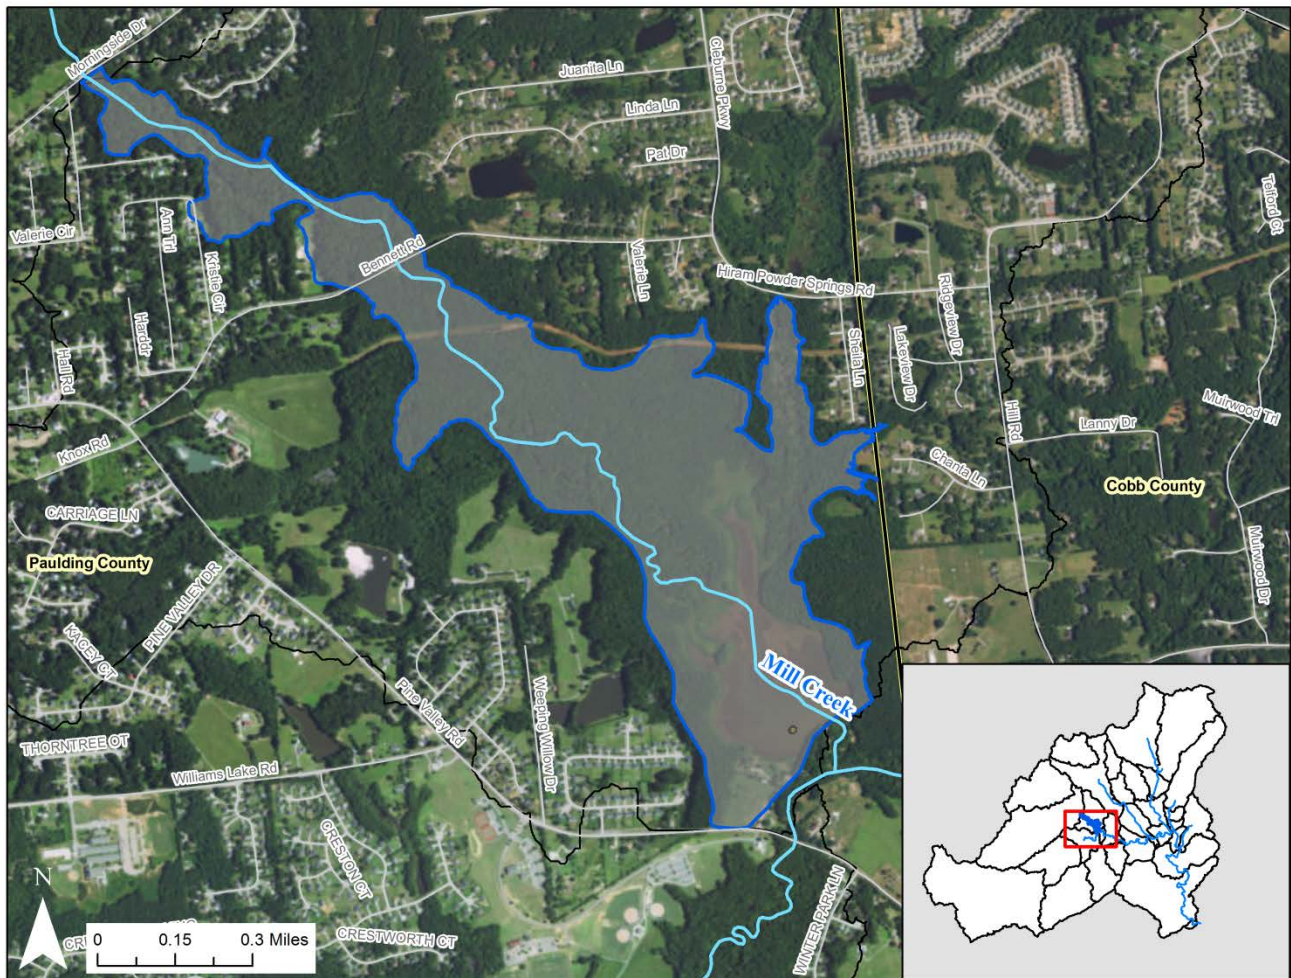 Morningside Dr
Juanita Ln
Cleburne Pkwy
Linda Ln
Pat Dr
Telford Ct
Valerie Cir
Ann Trl
Kristie Cir
Bennett Rd
Valerie Ln
Hiram Powder Springs Rd
Ridgeview Dr
Harddr
Hall Rd
Sheila Ln
Lakeview Dr
Muirwood Trl
Hill Rd
Lanny Dr
Knox Rd
Chanta Ln
Cobb County
CARRIAGE LN
Paulding County
PINE VALLEY DR
Muirwood Dr
KACEY CT
Mill Creek
Pine Valley Rd
Weeping Willow Dr
THORNTREE CT
Williams Lake Rd
CRESTON CT
WINTER PARK LN
N
CRESTWORTH CT
0 0.15 0.3 Miles